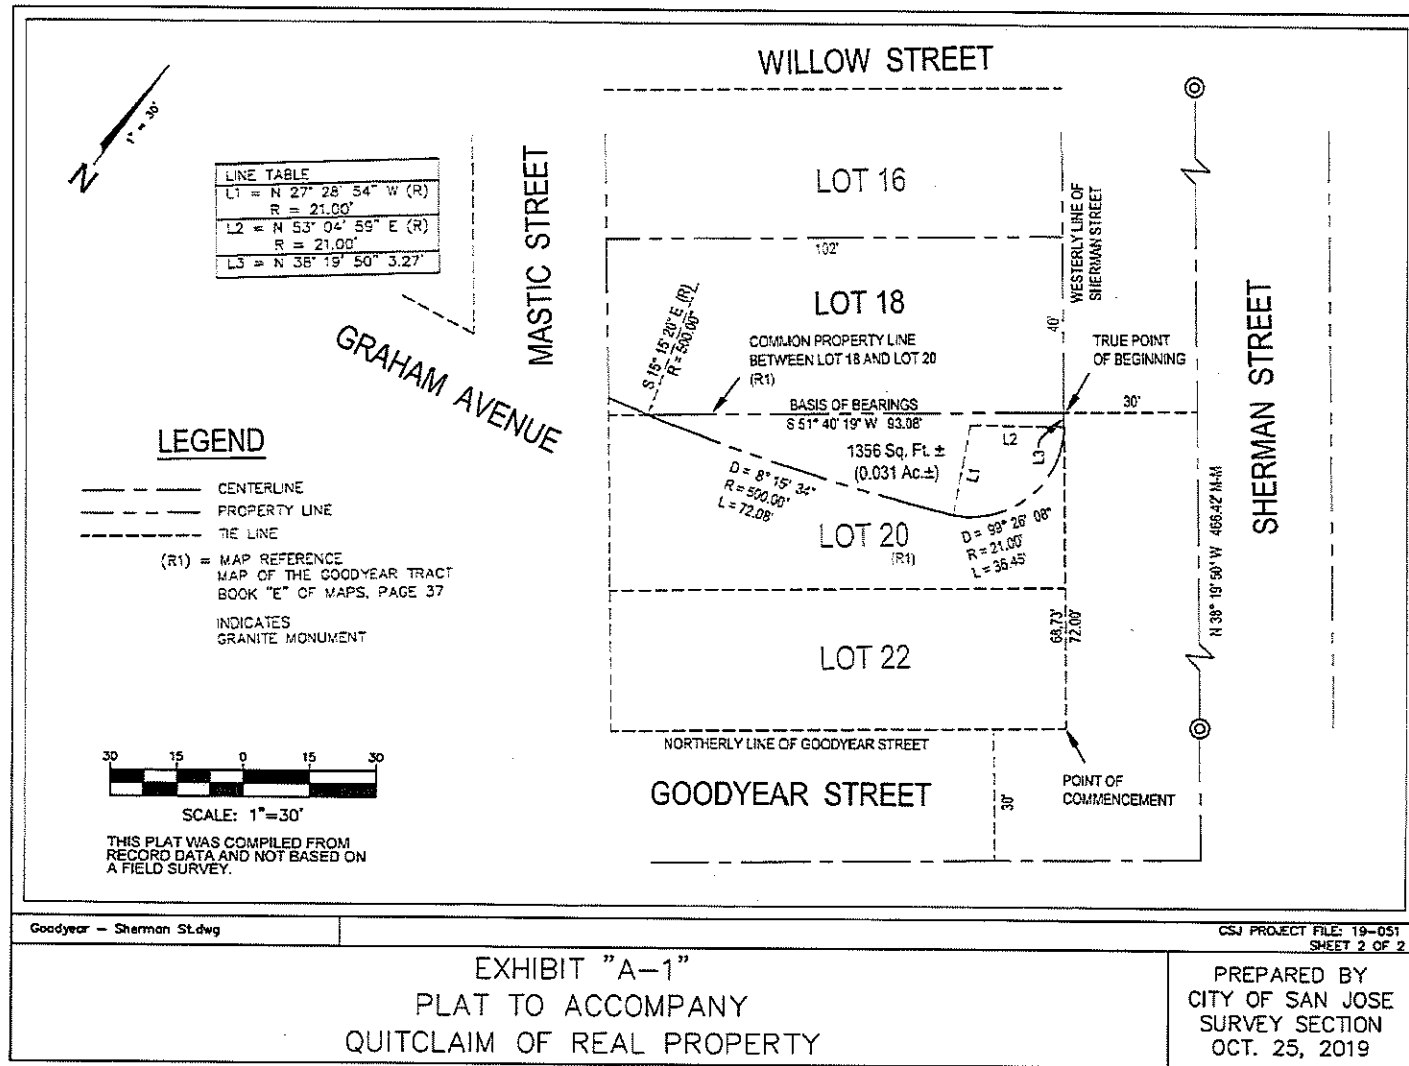 WILLOW STREET
1" = 30'
N
LINE TABLE
L1 = N 27° 28' 54" W (R)
R = 21.00'
L2 = N 53° 04' 59" E (R)
R = 21.00'
L3 = N 38° 19' 50" 3.27'
MASTIC STREET
GRAHAM AVENUE
LOT 16
102'
LOT 18
WESTERLY LINE OF
SHERMAN STREET
40'
S 15° 15' 20" E (R)
R = 500.00'
COMMON PROPERTY LINE
BETWEEN LOT 18 AND LOT 20
(R1)
TRUE POINT
OF BEGINNING
SHERMAN STREET
BASIS OF BEARINGS
S 51° 40' 19" W 93.08'
30'
1356 Sq. Ft. ±
(0.031 Ac.±)
L2
L3
L1
D = 8° 15' 34"
R = 500.00'
L = 72.08'
D = 99° 26' 08"
R = 21.00'
L = 36.45'
LOT 20
(R1)
N 38° 19' 50" W 466.42' M-M
68.73'
72.00'
LOT 22
NORTHERLY LINE OF GOODYEAR STREET
GOODYEAR STREET
30'
POINT OF
COMMENCEMENT
LEGEND
CENTERLINE
PROPERTY LINE
TIE LINE
(R1) = MAP REFERENCE
MAP OF THE GOODYEAR TRACT
BOOK "E" OF MAPS, PAGE 37
INDICATES
GRANITE MONUMENT
30 15 0 15 30
SCALE: 1"=30'
THIS PLAT WAS COMPILED FROM
RECORD DATA AND NOT BASED ON
A FIELD SURVEY.
Goodyear - Sherman St.dwg
CSJ PROJECT FILE: 19-051
SHEET 2 OF 2
EXHIBIT "A-1"
PLAT TO ACCOMPANY
QUITCLAIM OF REAL PROPERTY
PREPARED BY
CITY OF SAN JOSE
SURVEY SECTION
OCT. 25, 2019